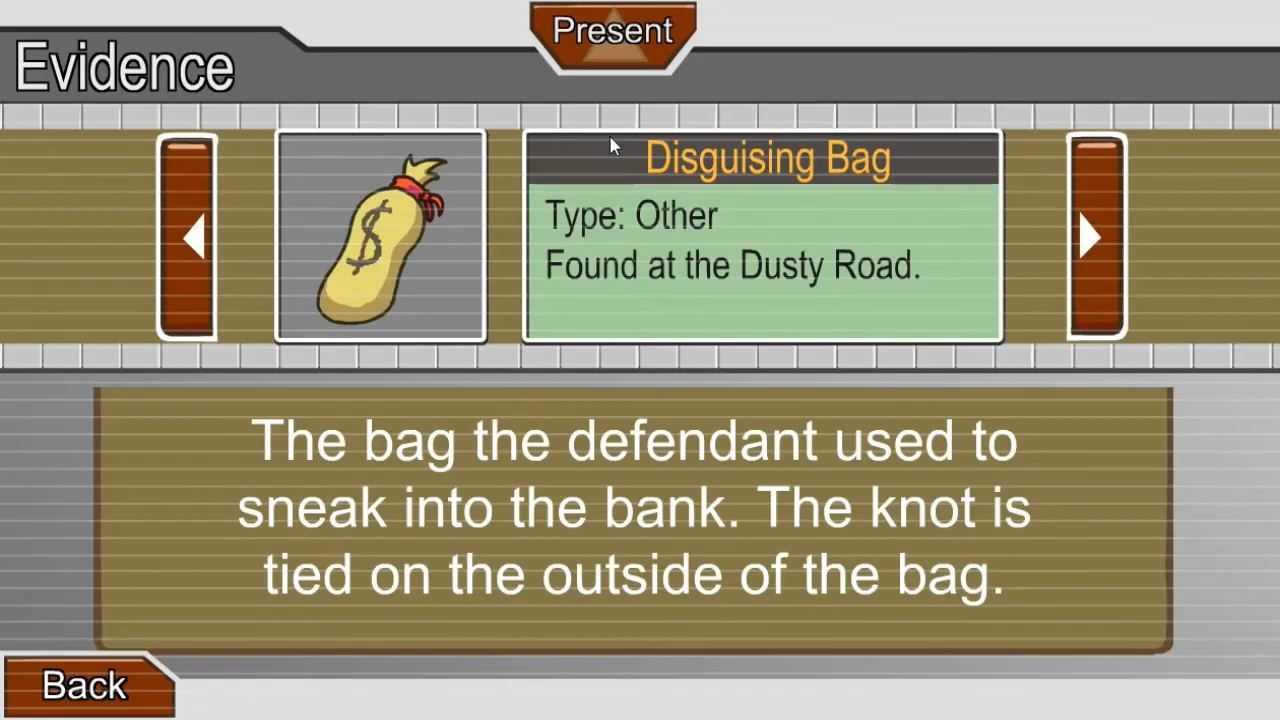 Present
Evidence
Disguising Bag
Type: Other
Found at the Dusty Road.
$
The bag the defendant used to
sneak into the bank. The knot is
tied on the outside of the bag.
Back